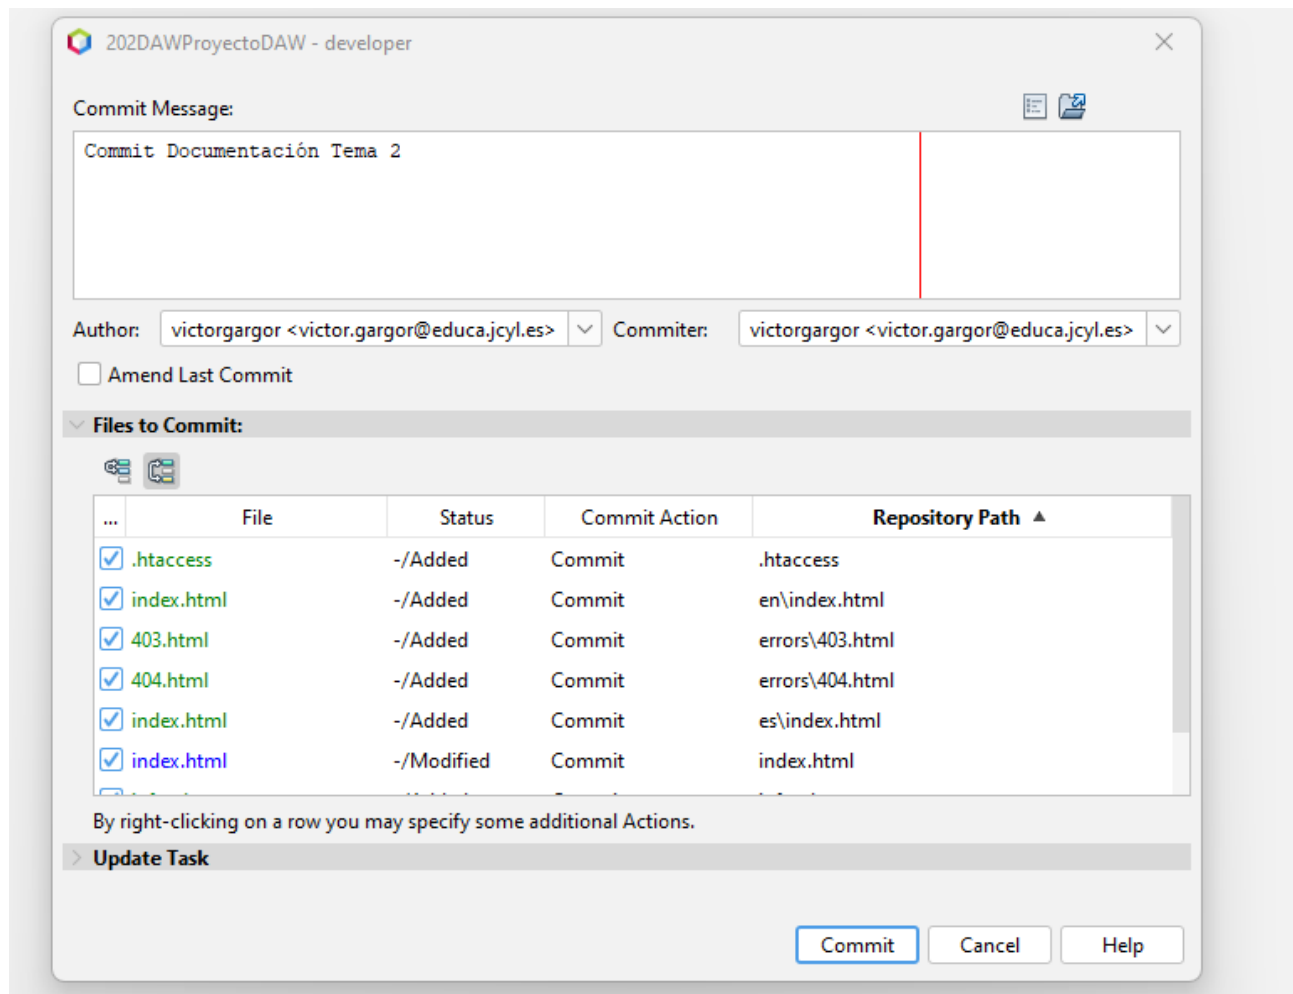 202DAWProyectoDAW - developer
Commit Message:
Commit Documentación Tema 2
Author: victorgargor <victor.gargor@educa.jcyl.es> Commiter: victorgargor <victor.gargor@educa.jcyl.es>
Amend Last Commit
Files to Commit:
... File Status Commit Action Repository Path ▲
.htaccess -/Added Commit .htaccess
index.html -/Added Commit en\index.html
403.html -/Added Commit errors\403.html
404.html -/Added Commit errors\404.html
index.html -/Added Commit es\index.html
index.html -/Modified Commit index.html
By right-clicking on a row you may specify some additional Actions.
Update Task
Commit Cancel Help